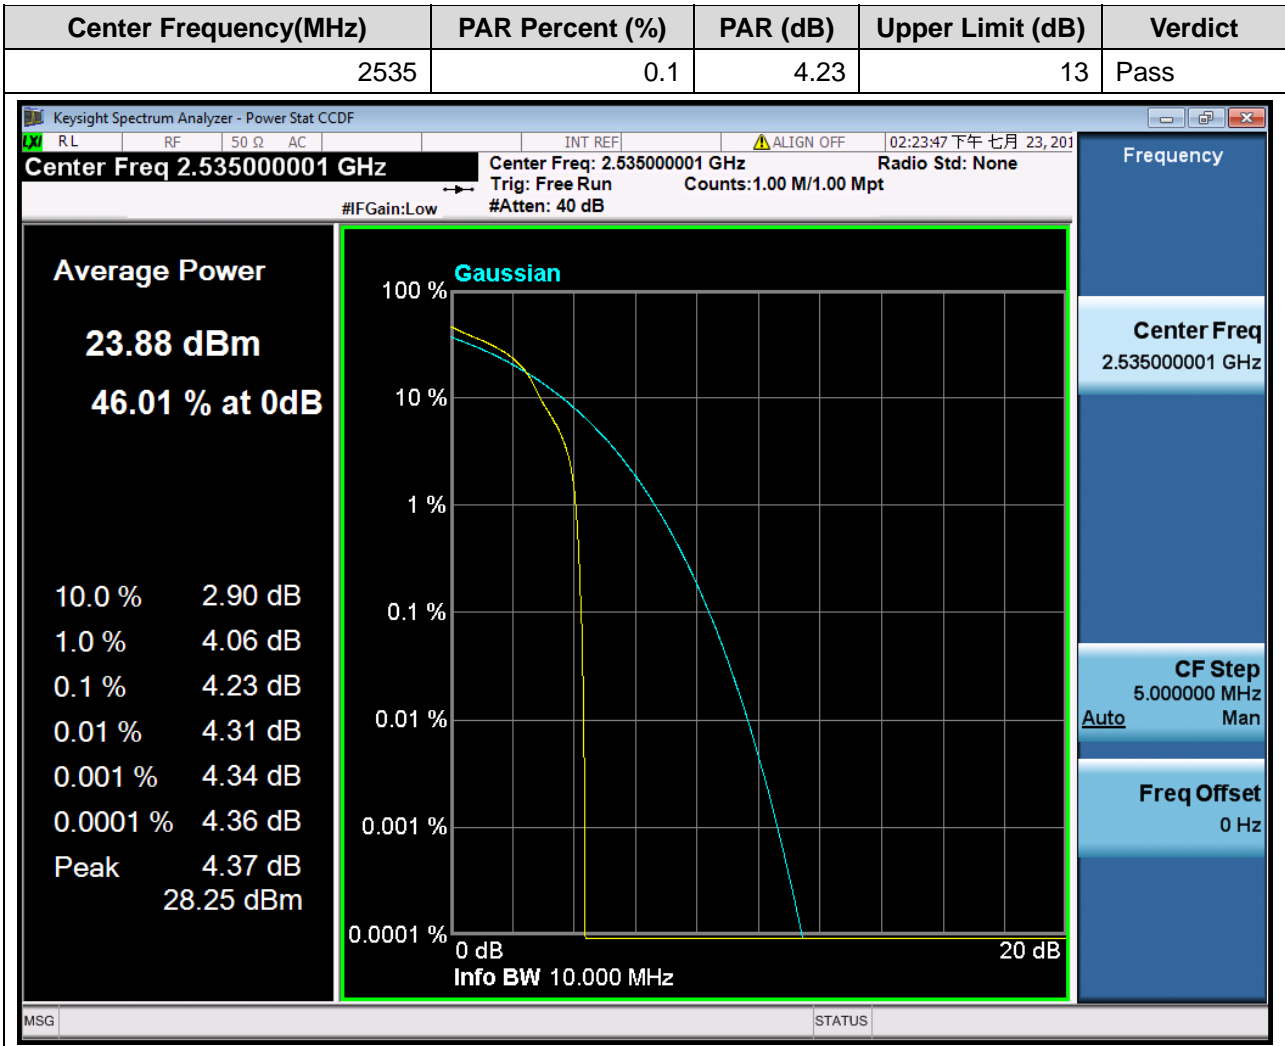 Center Frequency(MHz) PAR Percent (%) PAR (dB) Upper Limit (dB) Verdict
2535 0.1 4.23 13 Pass
Keysight Spectrum Analyzer - Power Stat CCDF
LXI RL RF 50 Ω AC INT REF ALIGN OFF 02:23:47 下午 七月 23, 201
Center Freq 2.535000001 GHz
Center Freq: 2.535000001 GHz Radio Std: None
Trig: Free Run Counts:1.00 M/1.00 Mpt
#IFGain:Low #Atten: 40 dB
Average Power
23.88 dBm
46.01 % at 0dB
10.0 % 2.90 dB
1.0 % 4.06 dB
0.1 % 4.23 dB
0.01 % 4.31 dB
0.001 % 4.34 dB
0.0001 % 4.36 dB
Peak 4.37 dB
28.25 dBm
Gaussian
100 %
10 %
1 %
0.1 %
0.01 %
0.001 %
0.0001 %
0 dB 20 dB
Info BW 10.000 MHz
Frequency
Center Freq
2.535000001 GHz
CF Step
5.000000 MHz
Auto Man
Freq Offset
0 Hz
MSG STATUS